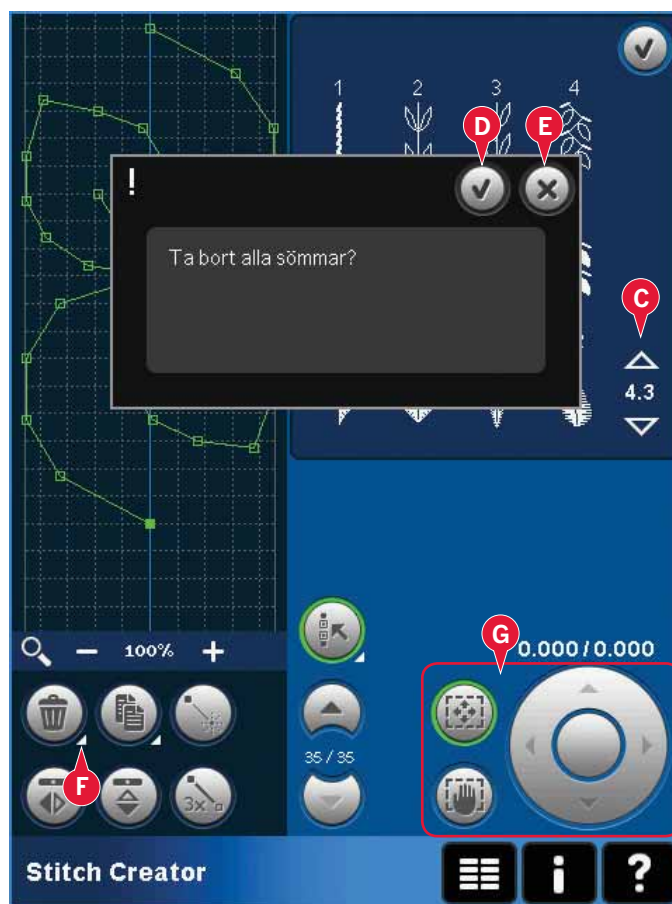 1 2 3 4
D E
!
Ta bort alla sömmar?
C
4.3
G
100%
0.000/0.000
35 / 35
F
3x
Stitch Creator
i ?